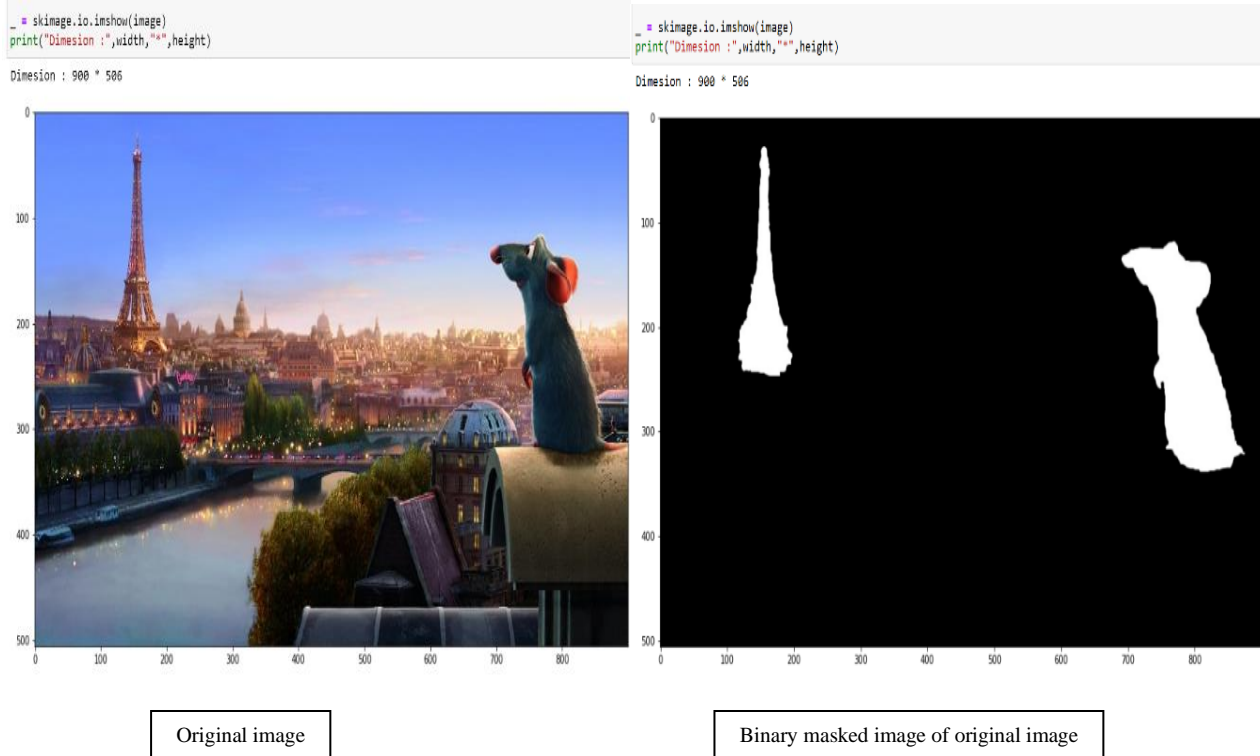 _ = skimage.io.imshow(image)
print("Dimesion :",width,"*",height)
Dimesion : 900 * 506
0
100
200
300
400
500
0 100 200 300 400 500 600 700 800
Original image
_ = skimage.io.imshow(image)
print("Dimesion :",width,"*",height)
Dimesion : 900 * 506
0
100
200
300
400
500
0 100 200 300 400 500 600 700 800
Binary masked image of original image